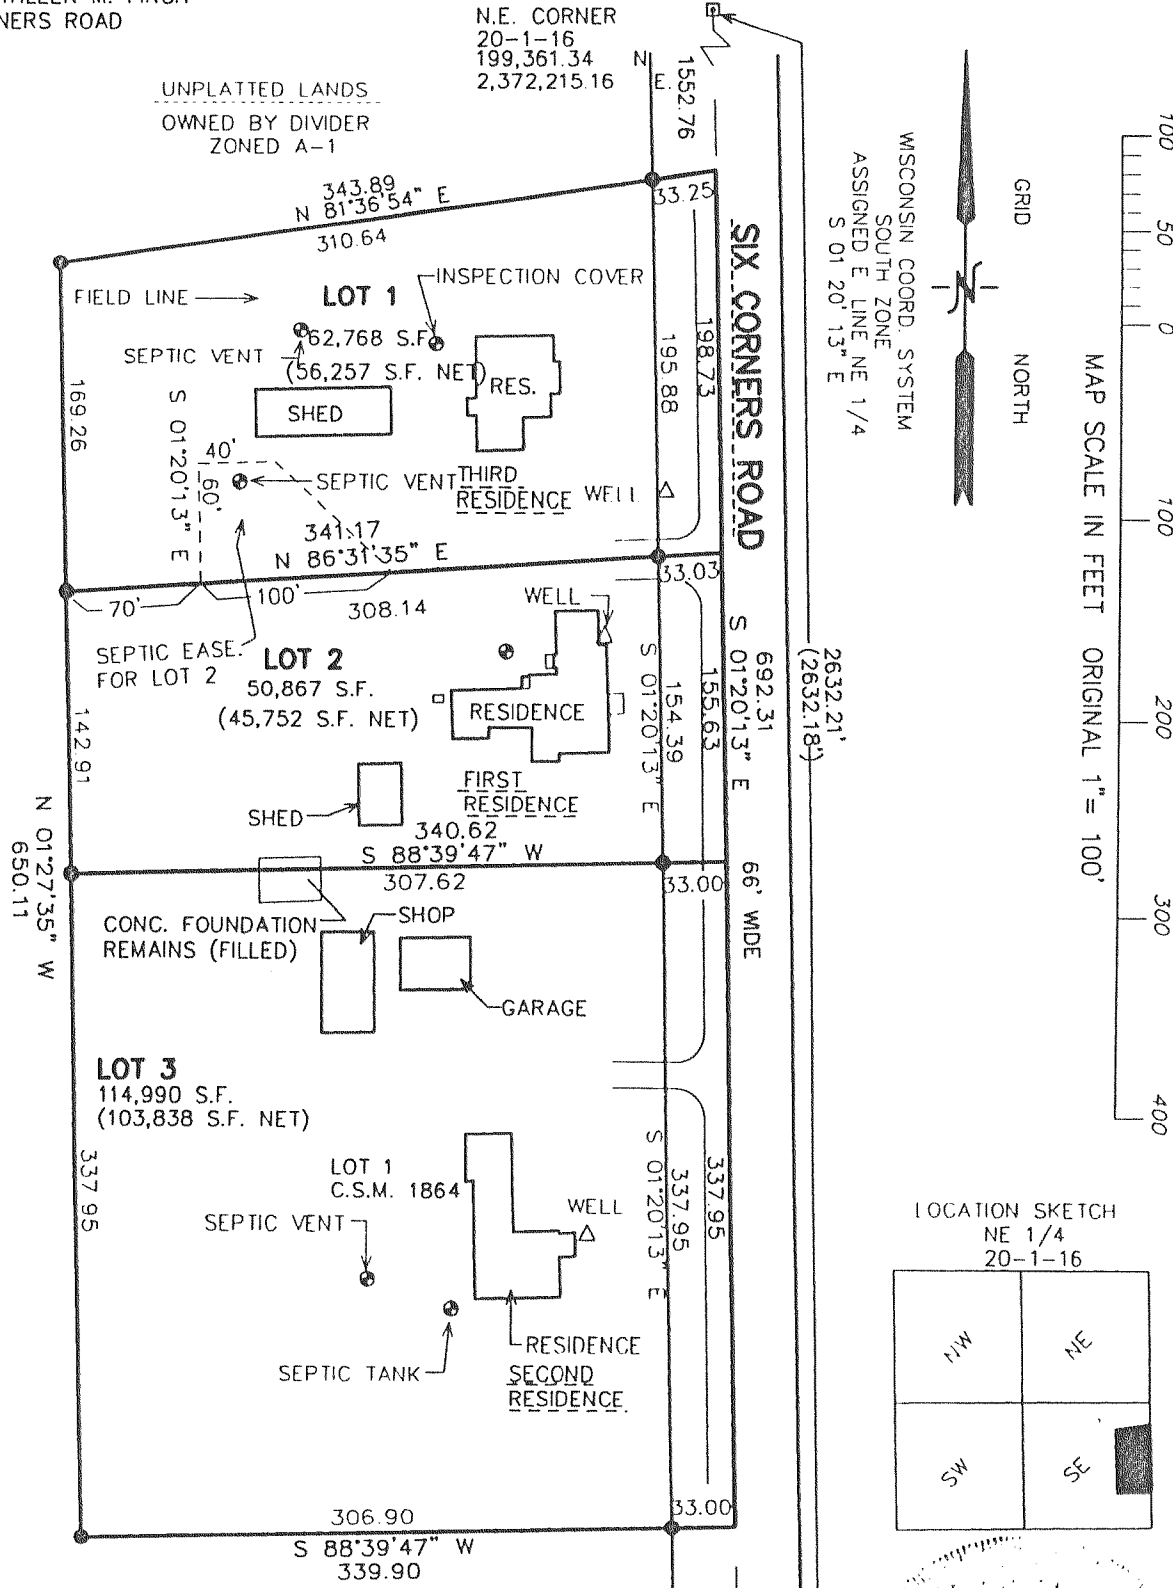 NERS ROAD
N.E. CORNER
20-1-16
199,361.34 N
2,372,215.16 E.
1552.76
UNPLATTED LANDS
OWNED BY DIVIDER
ZONED A-1
343.89
N 81°36'54" E
310.64
33.25
FIELD LINE
LOT 1
INSPECTION COVER
62,768 S.F.
SEPTIC VENT
(56,257 S.F. NET)
RES.
SHED
169.26
S 01°20'13" E
40'
60'
SEPTIC VENT
THIRD
RESIDENCE
WELL
195.88
198.73
SIX CORNERS ROAD
341.17
N 86°31'35" E
33.03
70'
100'
308.14
WELL
SEPTIC EASE.
FOR LOT 2
LOT 2
50,867 S.F.
(45,752 S.F. NET)
RESIDENCE
142.91
S 01°20'13" E
154.39
155.63
S 01°20'13" E
692.31
2632.21'
(2632.18')
FIRST
RESIDENCE
SHED
340.62
S 88°39'47" W
307.62
33.00
66' WIDE
N 01°27'35" W
650.11
CONC. FOUNDATION
REMAINS (FILLED)
SHOP
GARAGE
LOT 3
114,990 S.F.
(103,838 S.F. NET)
337.95
LOT 1
C.S.M. 1864
WELL
SEPTIC VENT
S 01°20'13" E
337.95
337.95
RESIDENCE
SECOND
RESIDENCE
SEPTIC TANK
306.90
33.00
S 88°39'47" W
339.90
WISCONSIN COORD. SYSTEM
SOUTH ZONE
ASSIGNED E LINE NE 1/4
S 01 20' 13" E
GRID
N
NORTH
MAP SCALE IN FEET ORIGINAL 1"= 100'
100
50
0
100
200
300
400
LOCATION SKETCH
NE 1/4
20-1-16
NW
NE
SW
SE